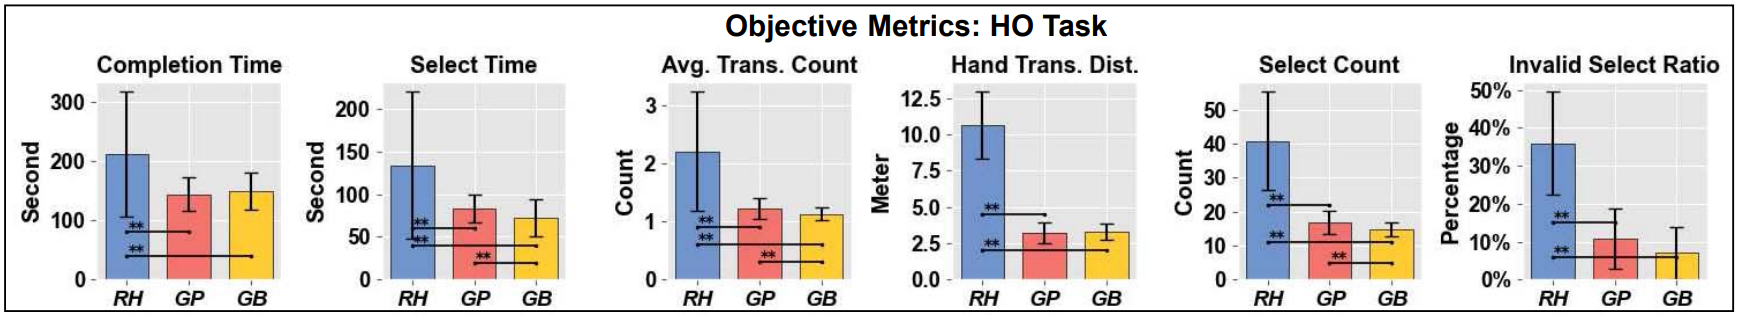 Objective Metrics: HO Task
Completion Time
Second
300
200
100
0
**
**
RH GP GB
Select Time
Second
200
150
100
50
0
**
**
**
RH GP GB
Avg. Trans. Count
Count
3
2
1
0
**
**
**
RH GP GB
Hand Trans. Dist.
Meter
12.5
10.0
7.5
5.0
2.5
0.0
**
**
RH GP GB
Select Count
Count
50
40
30
20
10
0
**
**
**
RH GP GB
Invalid Select Ratio
Percentage
50%
40%
30%
20%
10%
0%
**
**
RH GP GB